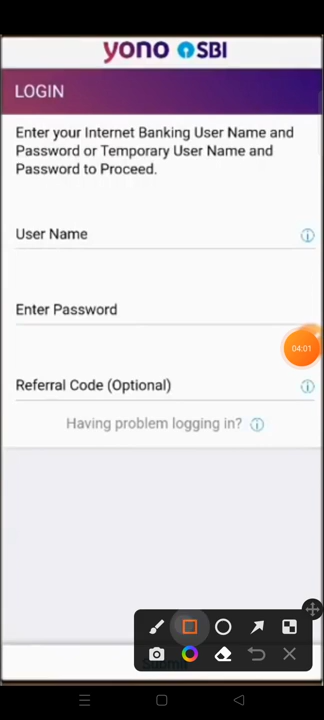 yono SBI
LOGIN
Enter your Internet Banking User Name and
Password or Temporary User Name and
Password to Proceed.
User Name
Enter Password
04:01
Referral Code (Optional)
Having problem logging in?